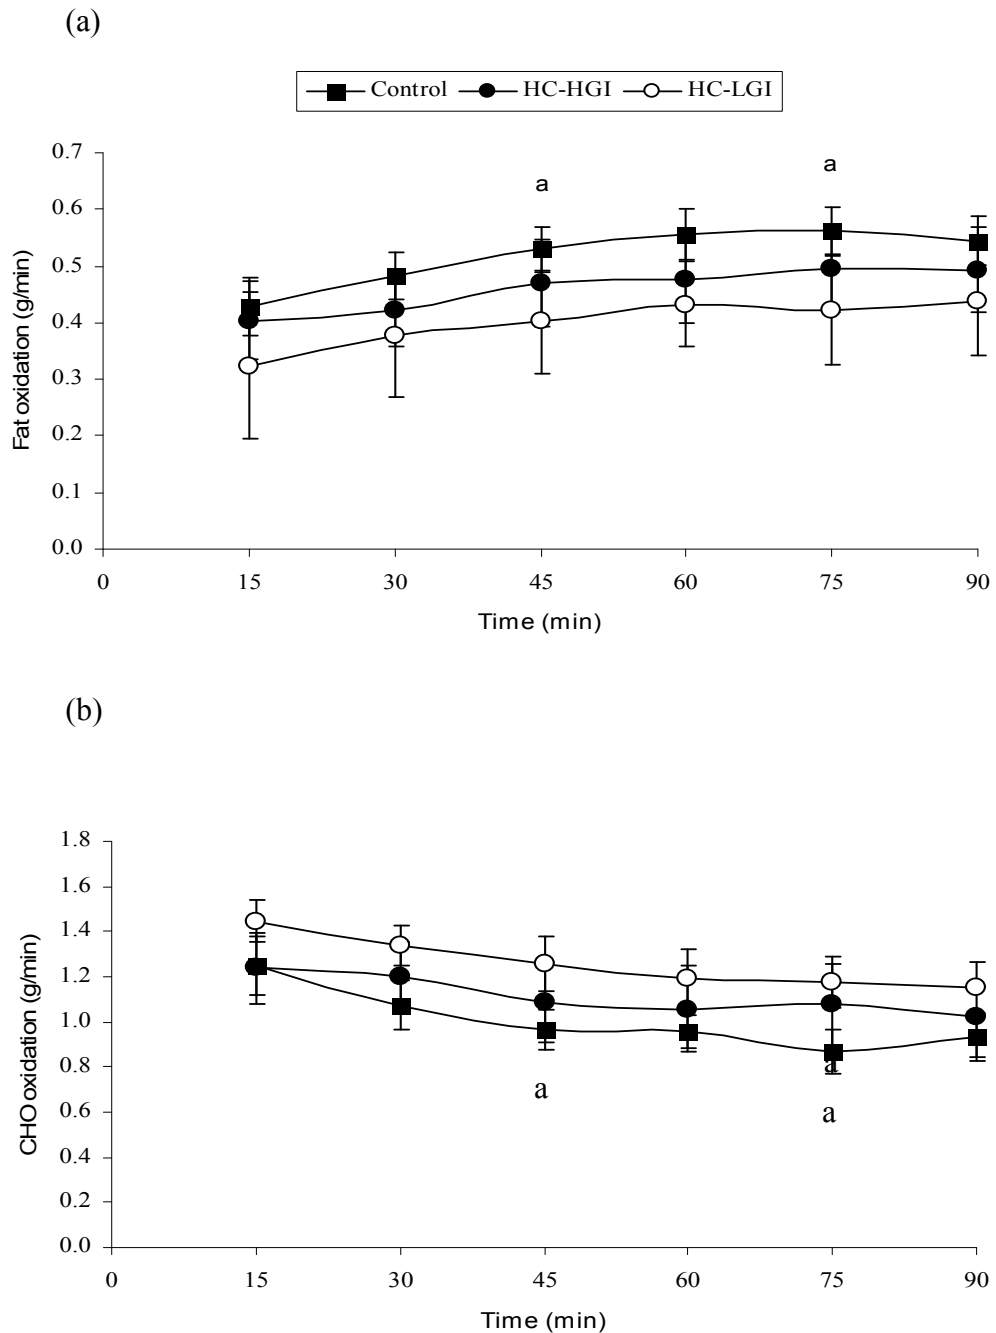 (a)
Control HC-HGI HC-LGI
0.7
0.6
0.5
0.4
0.3
0.2
0.1
0.0
Fat oxidation (g/min)
a a
0 15 30 45 60 75 90
Time (min)
(b)
1.8
1.6
1.4
1.2
1.0
0.8
0.6
0.4
0.2
0.0
CHO oxidation (g/min)
a
a
a
0 15 30 45 60 75 90
Time (min)